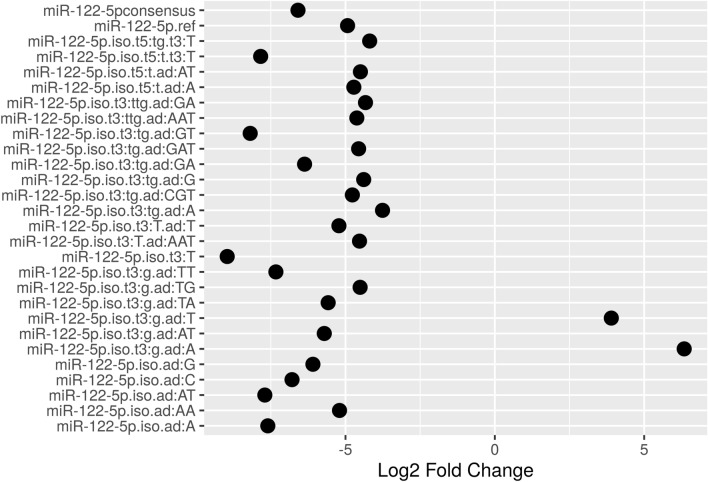 miR-122-5pconsensus
miR-122-5p.ref
miR-122-5p.iso.t5:tg.t3:T
miR-122-5p.iso.t5:t.t3:T
miR-122-5p.iso.t5:t.ad:AT
miR-122-5p.iso.t5:t.ad:A
miR-122-5p.iso.t3:ttg.ad:GA
miR-122-5p.iso.t3:ttg.ad:AAT
miR-122-5p.iso.t3:tg.ad:GT
miR-122-5p.iso.t3:tg.ad:GAT
miR-122-5p.iso.t3:tg.ad:GA
miR-122-5p.iso.t3:tg.ad:G
miR-122-5p.iso.t3:tg.ad:CGT
miR-122-5p.iso.t3:tg.ad:A
miR-122-5p.iso.t3:T.ad:T
miR-122-5p.iso.t3:T.ad:AAT
miR-122-5p.iso.t3:T
miR-122-5p.iso.t3:g.ad:TT
miR-122-5p.iso.t3:g.ad:TG
miR-122-5p.iso.t3:g.ad:TA
miR-122-5p.iso.t3:g.ad:T
miR-122-5p.iso.t3:g.ad:AT
miR-122-5p.iso.t3:g.ad:A
miR-122-5p.iso.ad:G
miR-122-5p.iso.ad:C
miR-122-5p.iso.ad:AT
miR-122-5p.iso.ad:AA
miR-122-5p.iso.ad:A
-5 0 5
Log2 Fold Change